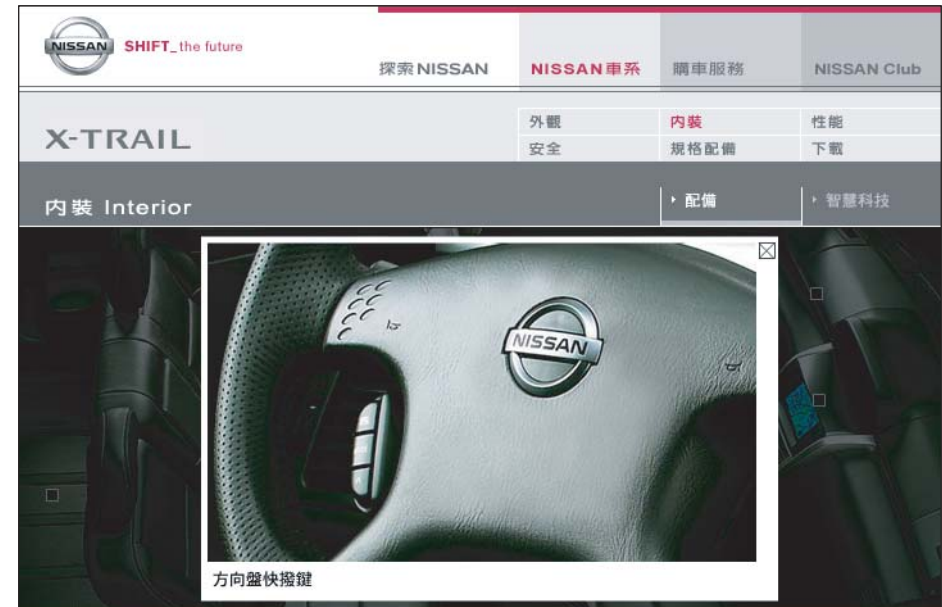 NISSAN SHIFT_the future
探索NISSAN NISSAN車系 購車服務 NISSAN Club
X-TRAIL
外觀 內裝 性能
安全 規格配備 下載
內裝 Interior
配備 智慧科技
NISSAN
方向盤快撥鍵